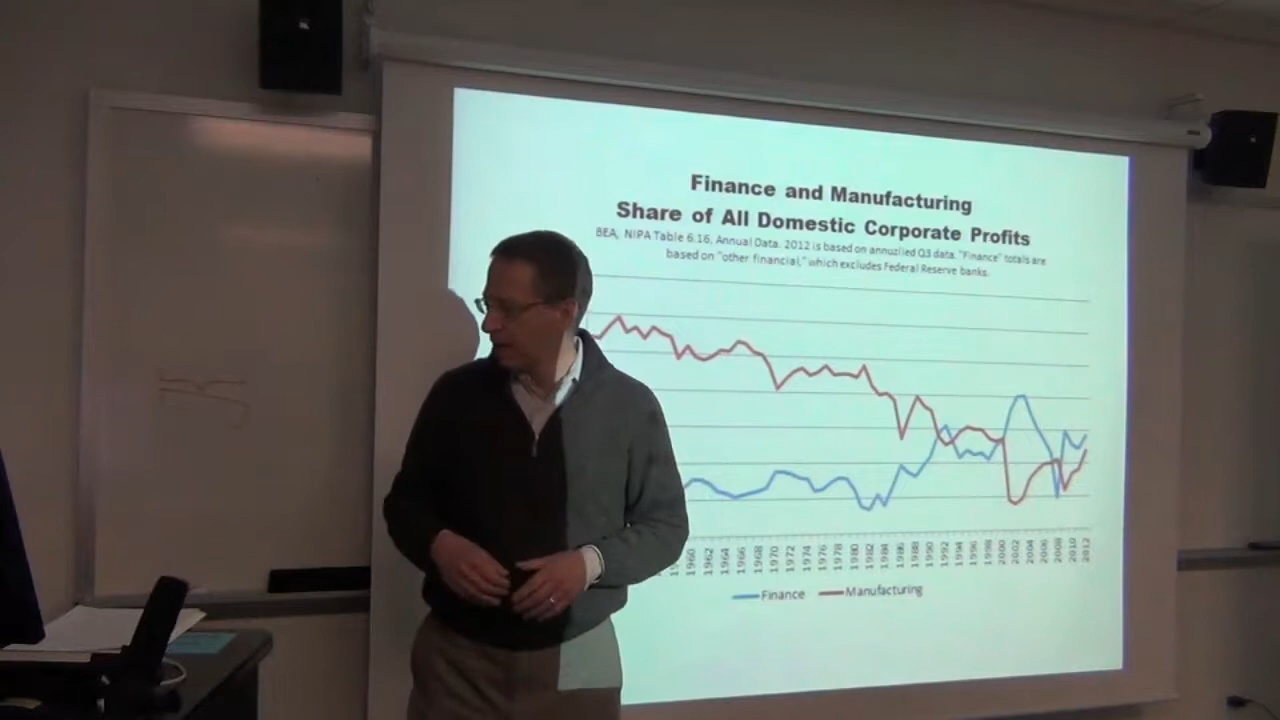 Finance and Manufacturing
Share of All Domestic Corporate Profits
BEA, NIPA Table 6.16, Annual Data. 2012 is based on annuzlied Q3 data. "Finance" totals are
based on "other financial," which excludes Federal Reserve banks.
1960 1962 1964 1966 1968 1970 1972 1974 1976 1978 1980 1982 1984 1986 1988 1990 1992 1994 1996 1998 2000 2002 2004 2006 2008 2010 2012
Finance Manufacturing